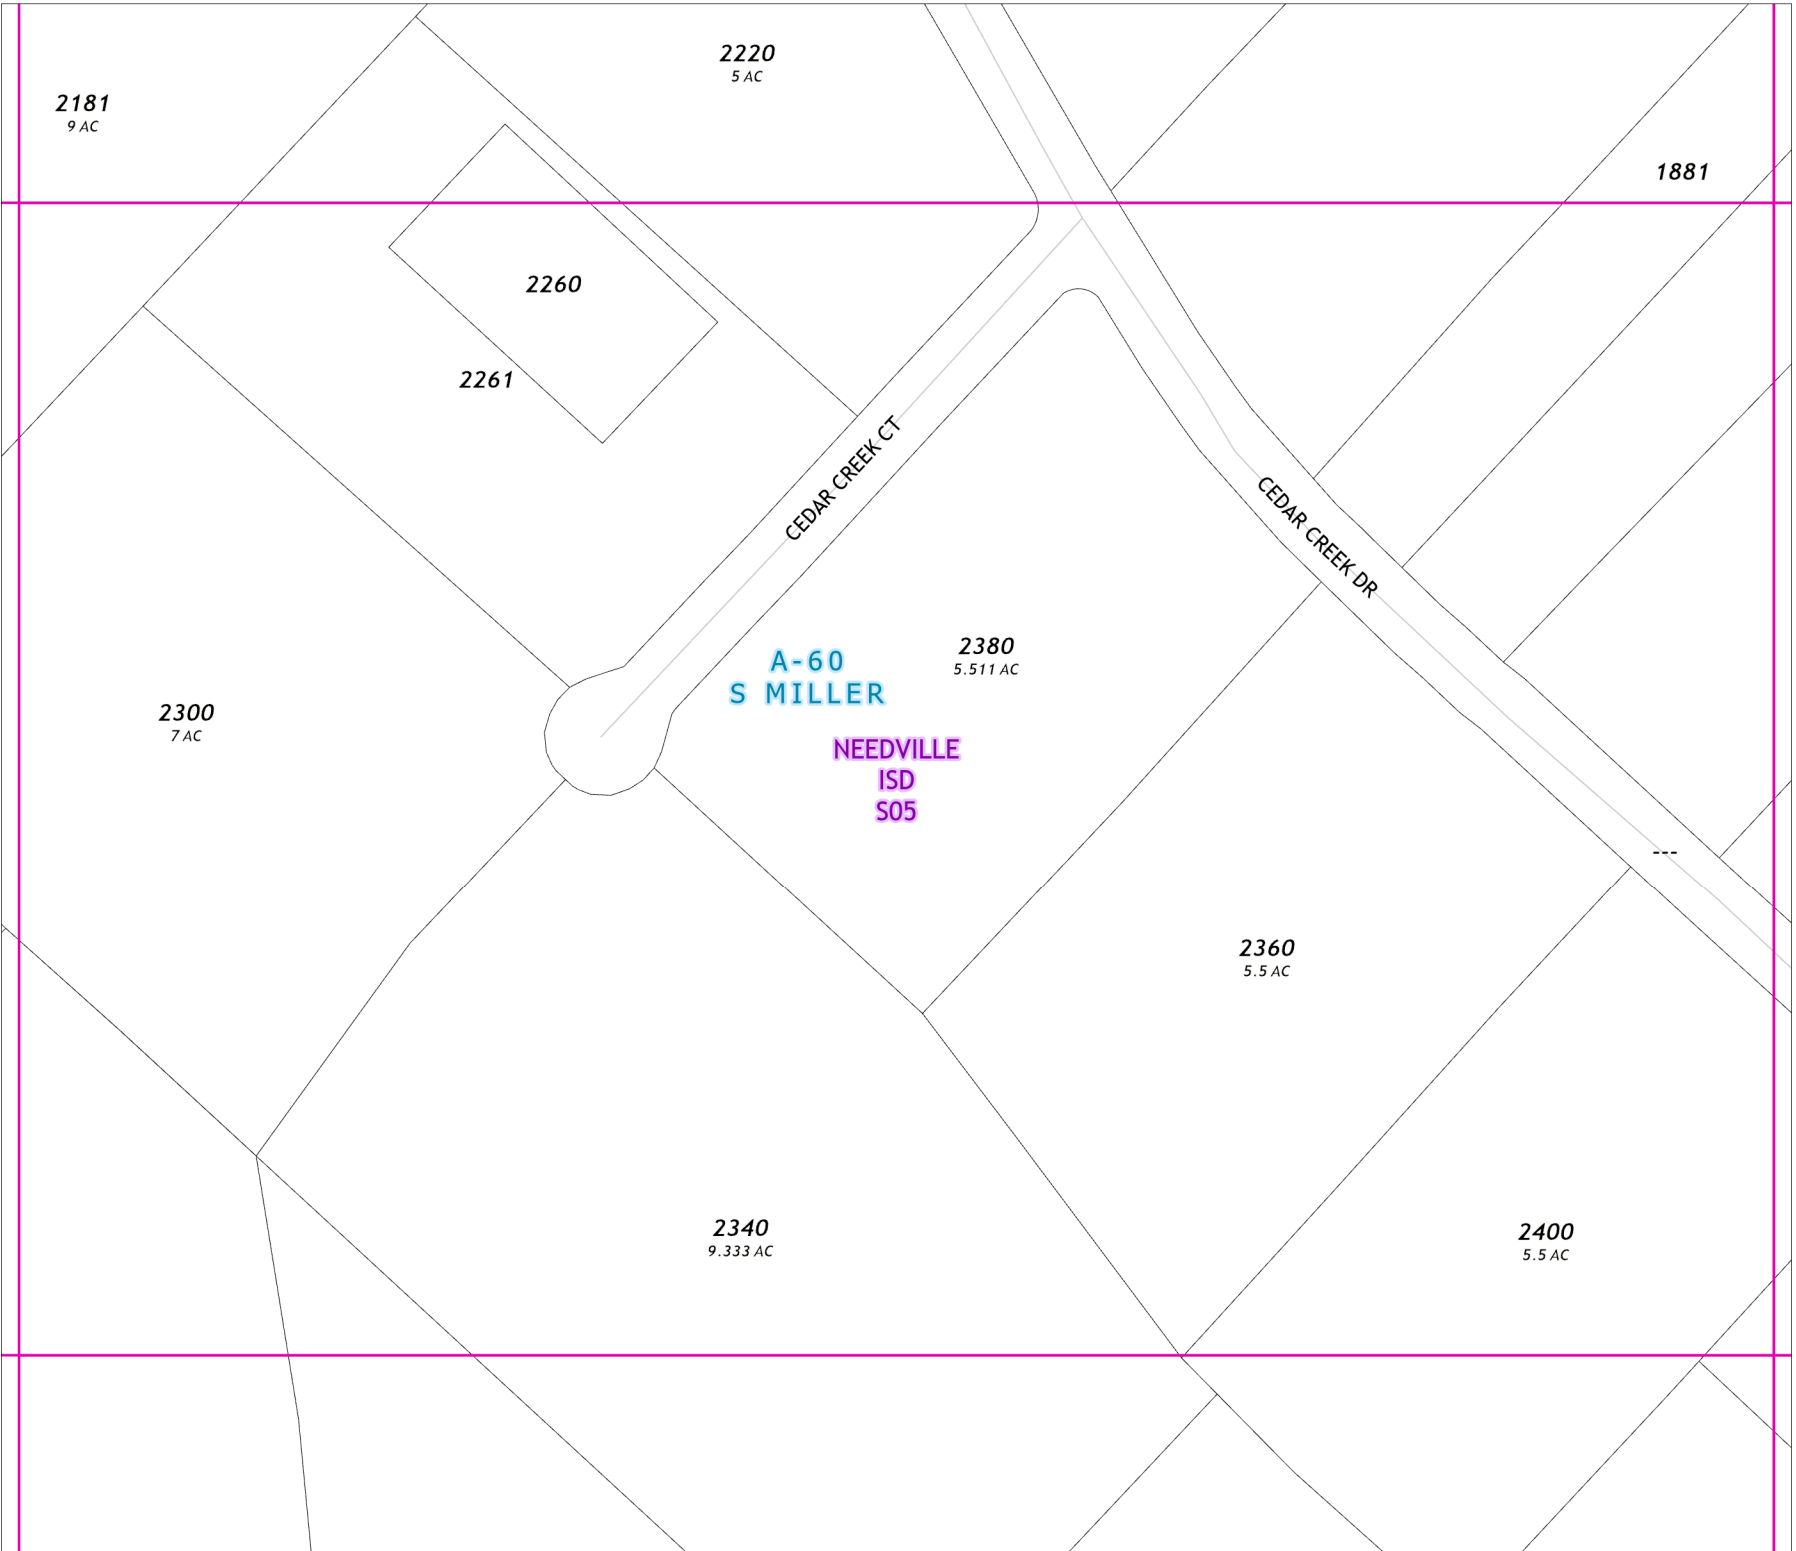 2220
5 AC
2181
9 AC
1881
2260
2261
CEDAR CREEK CT
CEDAR CREEK DR
2380
5.511 AC
A-60
S MILLER
2300
7 AC
NEEDVILLE
ISD
S05
---
2360
5.5 AC
2340
9.333 AC
2400
5.5 AC